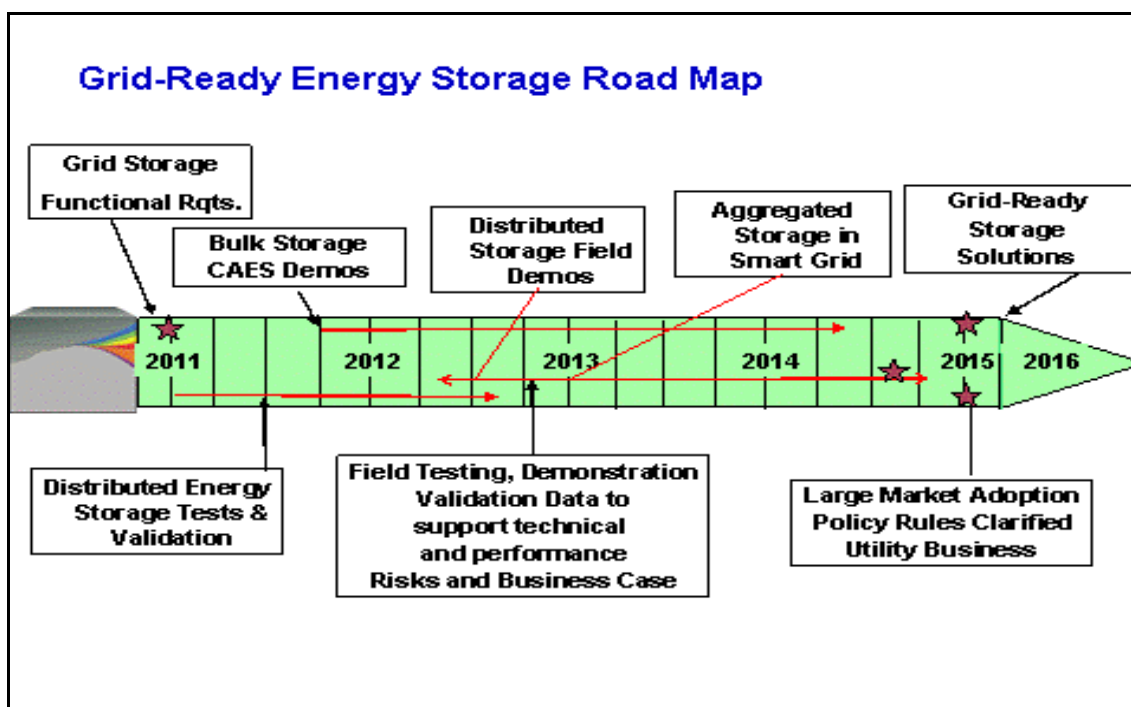 Grid-Ready Energy Storage Road Map
Grid Storage
Functional Rqts.
Bulk Storage
CAES Demos
Distributed
Storage Field
Demos
Aggregated
Storage in
Smart Grid
Grid-Ready
Storage
Solutions
2011
2012
2013
2014
2015
2016
Distributed Energy
Storage Tests &
Validation
Field Testing, Demonstration
Validation Data to
support technical
and performance
Risks and Business Case
Large Market Adoption
Policy Rules Clarified
Utility Business